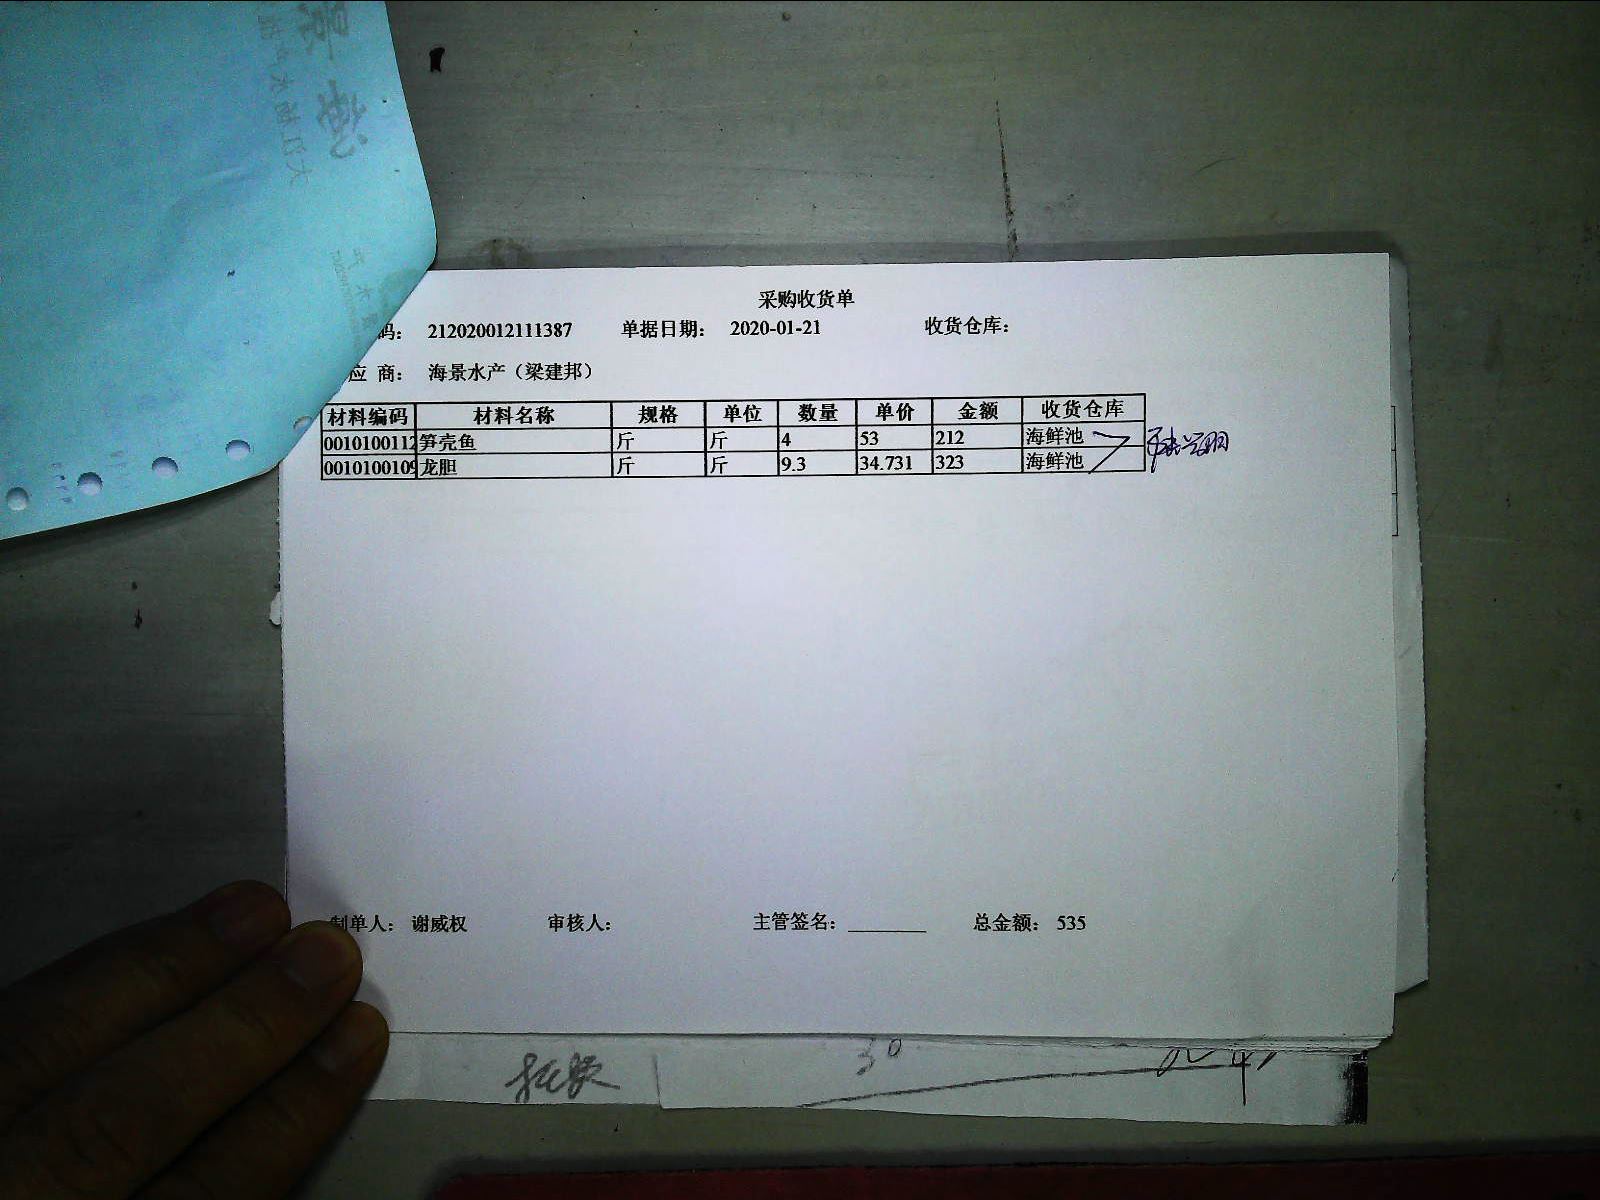 采购收货单
码： 212020012111387 单据日期： 2020-01-21 收货仓库：
应 商： 海景水产（梁建邦）
材料编码 材料名称 规格 单位 数量 单价 金额 收货仓库
0010100112 笋壳鱼 斤 斤 4 53 212 海鲜池
0010100109 龙胆 斤 斤 9.3 34.731 323 海鲜池
制单人： 谢威权 审核人： 主管签名： 总金额： 535
30